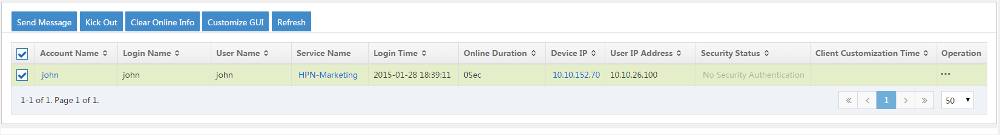 Send Message Kick Out Clear Online Info Customize GUI Refresh
Account Name Login Name User Name Service Name Login Time Online Duration Device IP User IP Address Security Status Client Customization Time Operation
john john john HPN-Marketing 2015-01-28 18:39:11 0Sec 10.10.152.70 10.10.26.100 No Security Authentication ···
1-1 of 1. Page 1 of 1. « < 1 > » 50